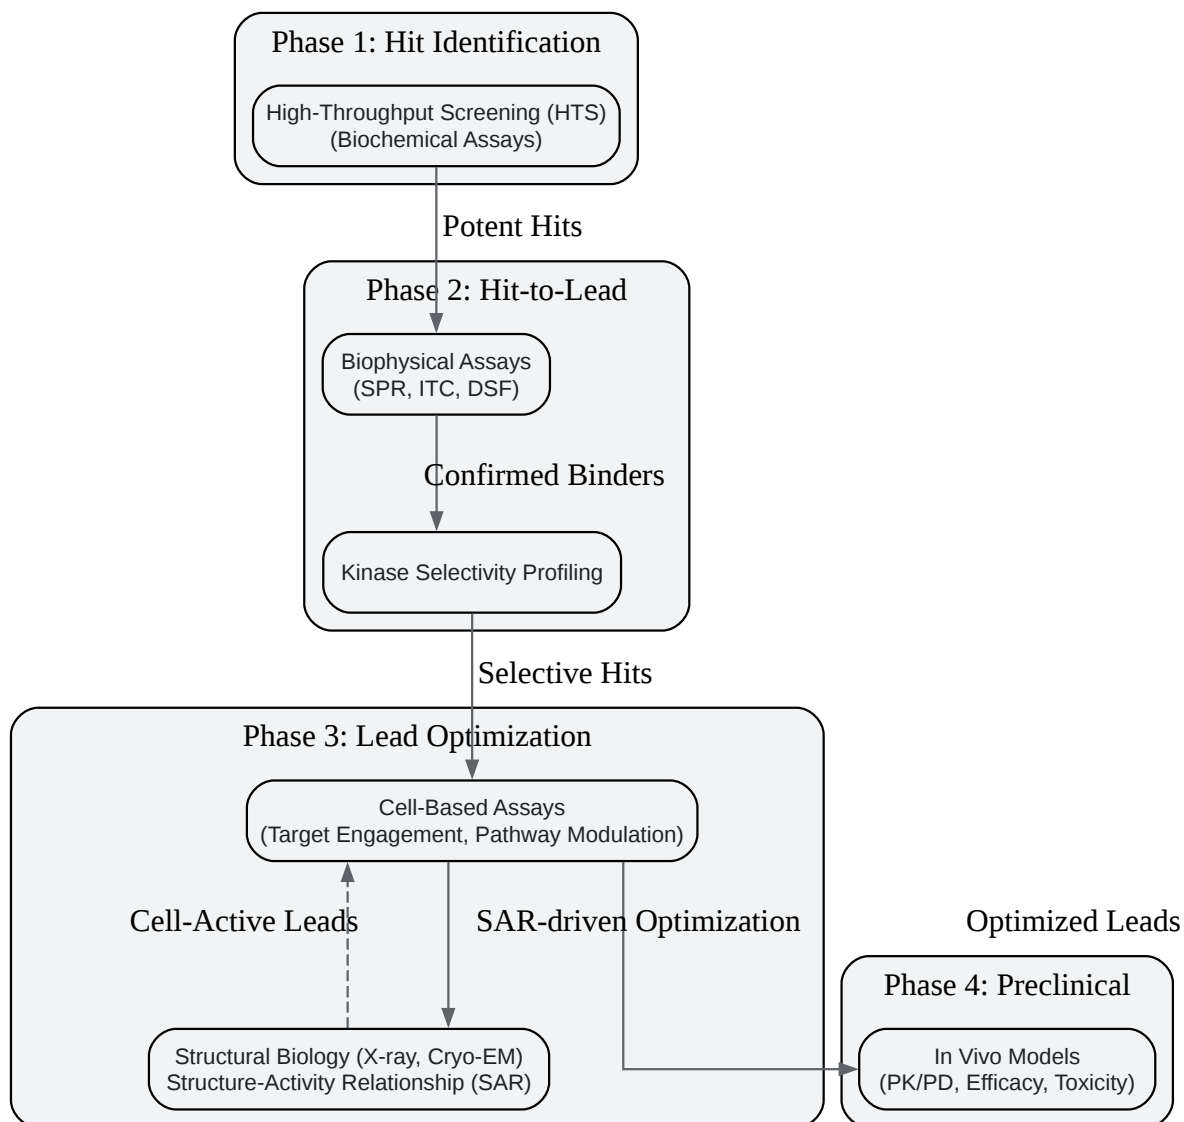 Phase 1: Hit Identification
High-Throughput Screening (HTS)
(Biochemical Assays)
Potent Hits
Phase 2: Hit-to-Lead
Biophysical Assays
(SPR, ITC, DSF)
Confirmed Binders
Kinase Selectivity Profiling
Selective Hits
Phase 3: Lead Optimization
Cell-Based Assays
(Target Engagement, Pathway Modulation)
Cell-Active Leads
SAR-driven Optimization
Optimized Leads
Phase 4: Preclinical
Structural Biology (X-ray, Cryo-EM)
Structure-Activity Relationship (SAR)
In Vivo Models
(PK/PD, Efficacy, Toxicity)